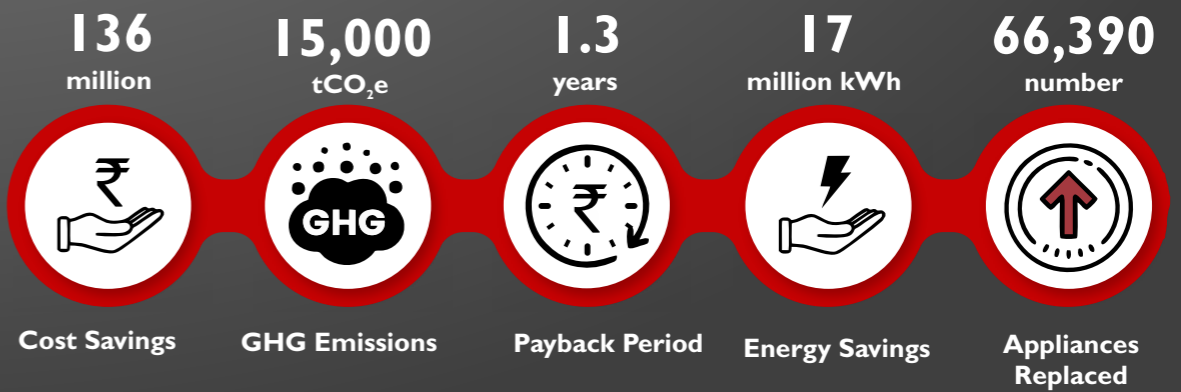 136
million
15,000
tCO₂e
1.3
years
17
million kWh
66,390
number
₹
GHG
₹
Cost Savings
GHG Emissions
Payback Period
Energy Savings
Appliances
Replaced